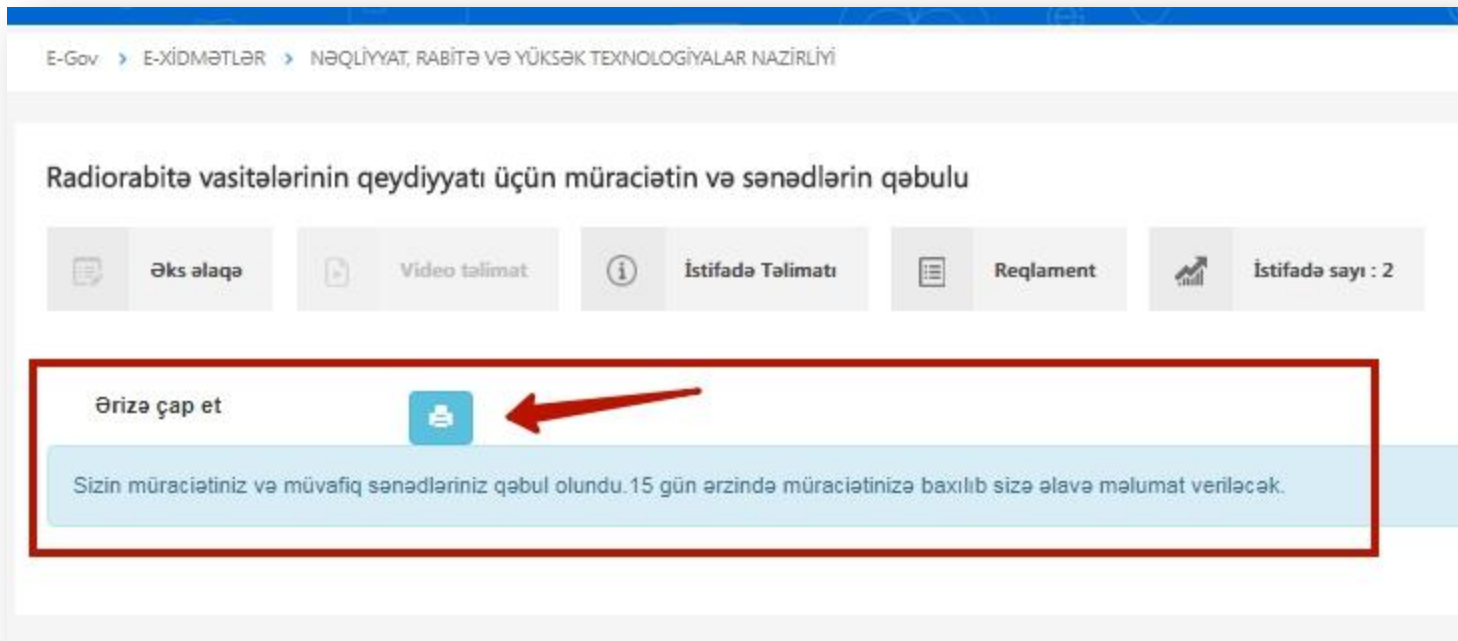 E-Gov > E-XİDMƏTLƏR > NƏQLİYYAT, RABİTƏ VƏ YÜKSƏK TEXNOLOGİYALAR NAZİRLİYİ
Radiorabitə vasitələrinin qeydiyyatı üçün müraciətin və sənədlərin qəbulu
Əks əlaqə Video təlimat İstifadə Təlimatı Reqlament İstifadə sayı : 2
Ərizə çap et
Sizin müraciətiniz və müvafiq sənədləriniz qəbul olundu.15 gün ərzində müraciətinizə baxılıb sizə əlavə məlumat veriləcək.